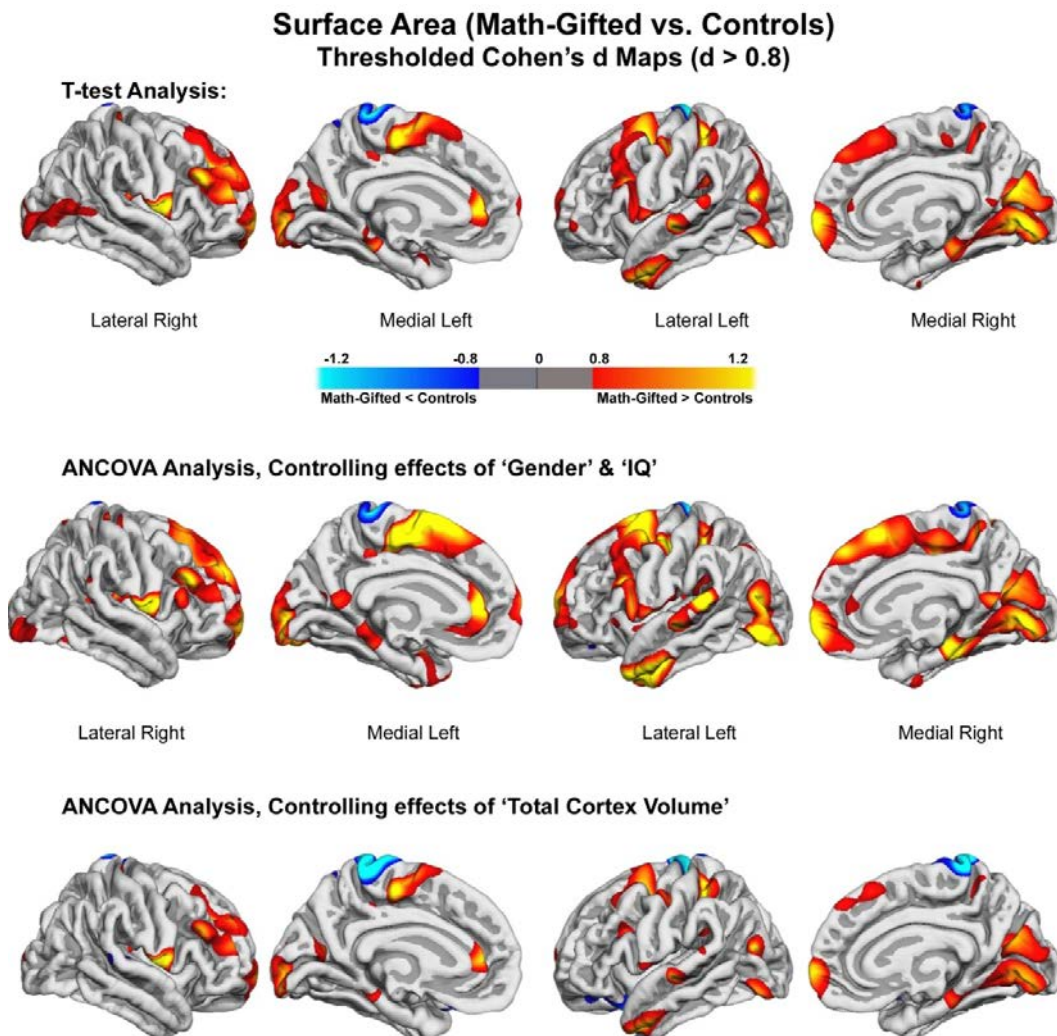 Surface Area (Math-Gifted vs. Controls)
Thresholded Cohen's d Maps (d > 0.8)
T-test Analysis:
Lateral Right
Medial Left
Lateral Left
Medial Right
-1.2 -0.8 0 0.8 1.2
Math-Gifted < Controls Math-Gifted > Controls
ANCOVA Analysis, Controlling effects of ‘Gender’ & ‘IQ’
Lateral Right
Medial Left
Lateral Left
Medial Right
ANCOVA Analysis, Controlling effects of ‘Total Cortex Volume’